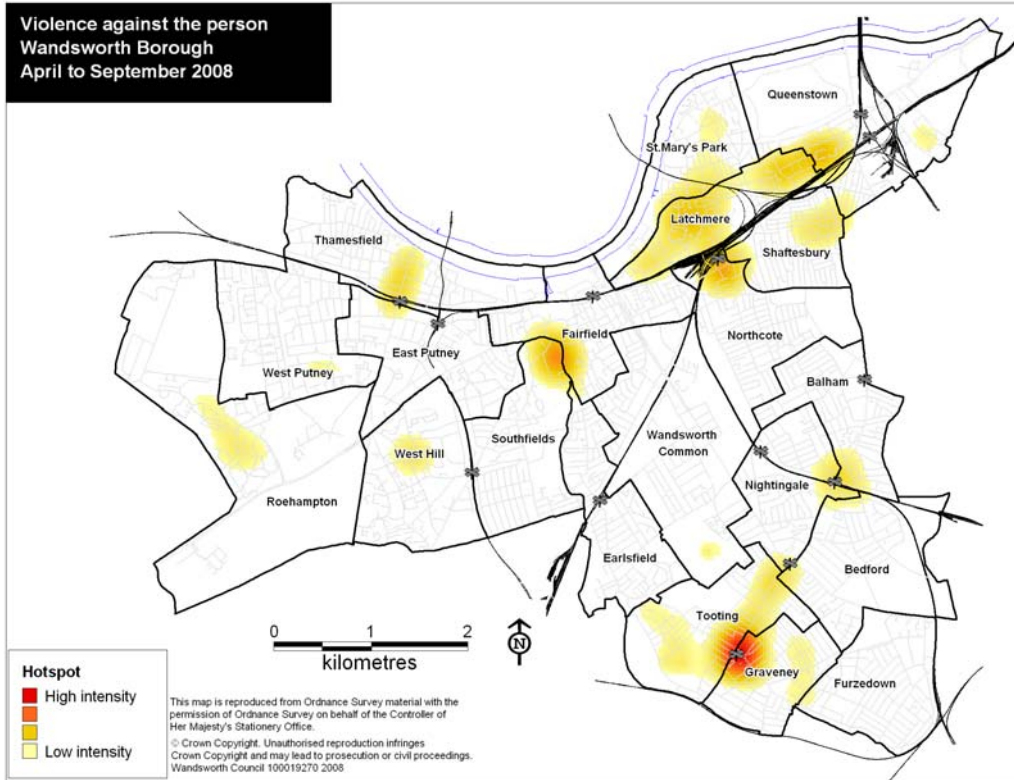 Violence against the person
Wandsworth Borough
April to September 2008
Queenstown
St.Mary's Park
Latchmere
Thamesfield
Shaftesbury
Fairfield
Northcote
East Putney
West Putney
Balham
Southfields
Wandsworth
Common
West Hill
Nightingale
Roehampton
Earlsfield
Bedford
Tooting
Graveney
Furzedown
0 1 2
kilometres
N
Hotspot
High intensity
Low intensity
This map is reproduced from Ordnance Survey material with the
permission of Ordnance Survey on behalf of the Controller of
Her Majesty's Stationery Office.
© Crown Copyright. Unauthorised reproduction infringes
Crown Copyright and may lead to prosecution or civil proceedings.
Wandsworth Council 100019270 2008